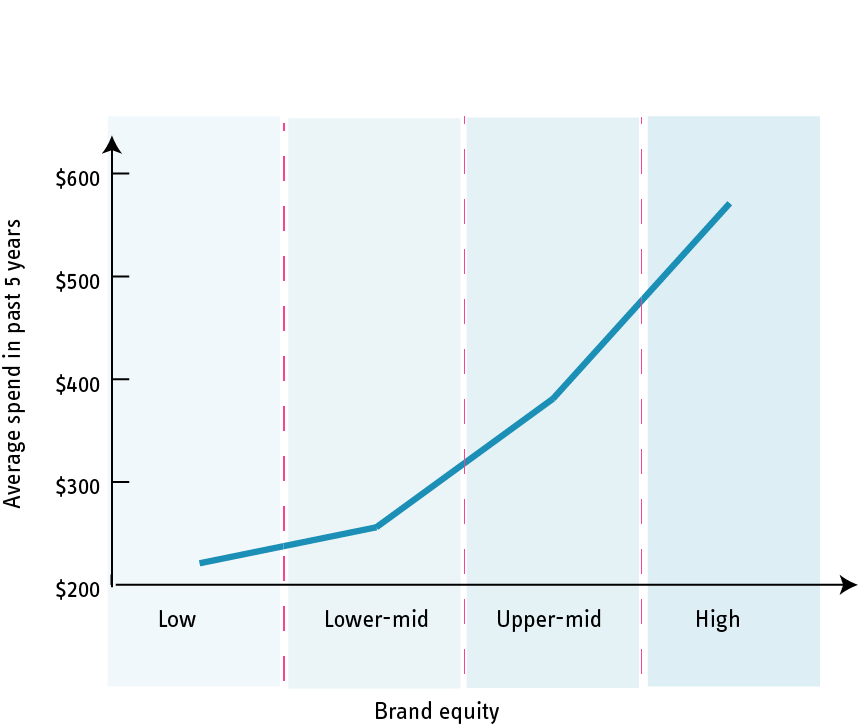 $600
$500
$400
$300
$200
Average spend in past 5 years
Low
Lower-mid
Upper-mid
High
Brand equity